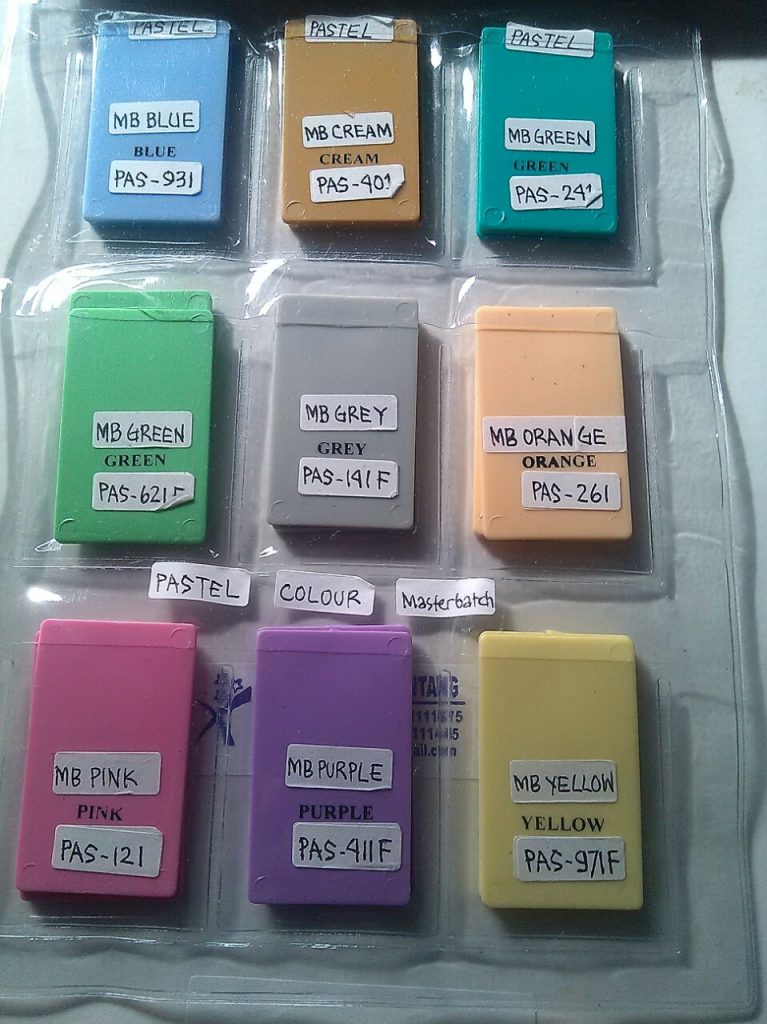 PASTEL
MB BLUE
BLUE
PAS-931
PASTEL
MB CREAM
CREAM
PAS-401
PASTEL
MB GREEN
GREEN
PAS-241
MB GREEN
GREEN
PAS-621F
MB GREY
GREY
PAS-141F
MB ORANGE
ORANGE
PAS-261
PASTEL COLOUR Masterbatch
MB PINK
PINK
PAS-121
MB PURPLE
PURPLE
PAS-411F
MB YELLOW
YELLOW
PAS-971F